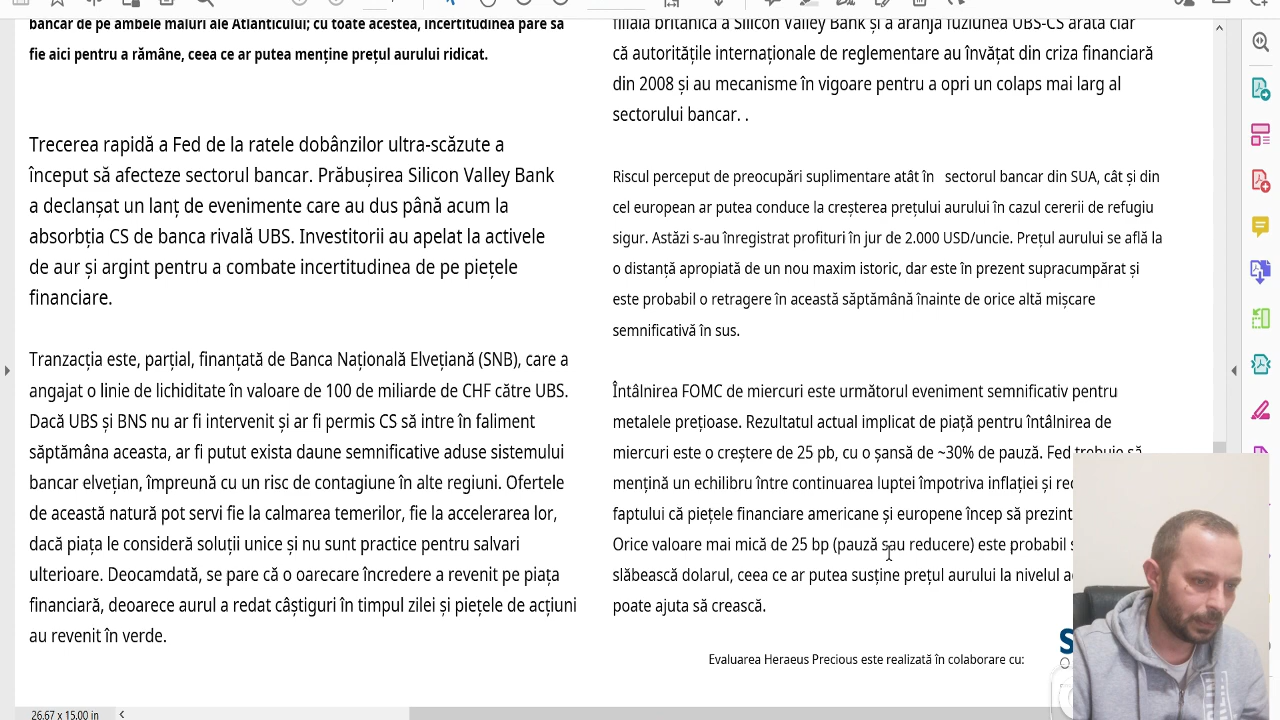 bancar de pe ambele maluri ale Atlanticului; cu toate acestea, incertitudinea pare să
fie aici pentru a rămâne, ceea ce ar putea menține prețul aurului ridicat.
Trecerea rapidă a Fed de la ratele dobânzilor ultra-scăzute a
început să afecteze sectorul bancar. Prăbușirea Silicon Valley Bank
a declanșat un lanț de evenimente care au dus până acum la
absorbția CS de banca rivală UBS. Investitorii au apelat la activele
de aur și argint pentru a combate incertitudinea de pe piețele
financiare.
Tranzacția este, parțial, finanțată de Banca Națională Elvețiană (SNB), care a
angajat o linie de lichiditate în valoare de 100 de miliarde de CHF către UBS.
Dacă UBS și BNS nu ar fi intervenit și ar fi permis CS să intre în faliment
săptămâna aceasta, ar fi putut exista daune semnificative aduse sistemului
bancar elvețian, împreună cu un risc de contagiune în alte regiuni. Ofertele
de această natură pot servi fie la calmarea temerilor, fie la accelerarea lor,
dacă piața le consideră soluții unice și nu sunt practice pentru salvari
ulterioare. Deocamdată, se pare că o oarecare încredere a revenit pe piața
financiară, deoarece aurul a redat câștiguri în timpul zilei și piețele de acțiuni
au revenit în verde.
filiala britanică a Silicon Valley Bank și a aranja fuziunea UBS-CS arată clar
că autoritățile internaționale de reglementare au învățat din criza financiară
din 2008 și au mecanisme în vigoare pentru a opri un colaps mai larg al
sectorului bancar. .
Riscul perceput de preocupări suplimentare atât în sectorul bancar din SUA, cât și din
cel european ar putea conduce la creșterea prețului aurului în cazul cererii de refugiu
sigur. Astăzi s-au înregistrat profituri în jur de 2.000 USD/uncie. Prețul aurului se află la
o distanță apropiată de un nou maxim istoric, dar este în prezent supracumpărat și
este probabil o retragere în această săptămână înainte de orice altă mișcare
semnificativă în sus.
Întâlnirea FOMC de miercuri este următorul eveniment semnificativ pentru
metalele prețioase. Rezultatul actual implicat de piață pentru întâlnirea de
miercuri este o creștere de 25 pb, cu o șansă de ~30% de pauză. Fed trebuie să
mențină un echilibru între continuarea luptei împotriva inflației și
faptului că piețele financiare americane și europene încep să
Orice valoare mai mică de 25 bp (pauză sau reducere) este probabil
slăbească dolarul, ceea ce ar putea susține prețul aurului la nivelul
poate ajuta să crească.
Evaluarea Heraeus Precious este realizată în colaborare cu:
26.67 x 15.00 in